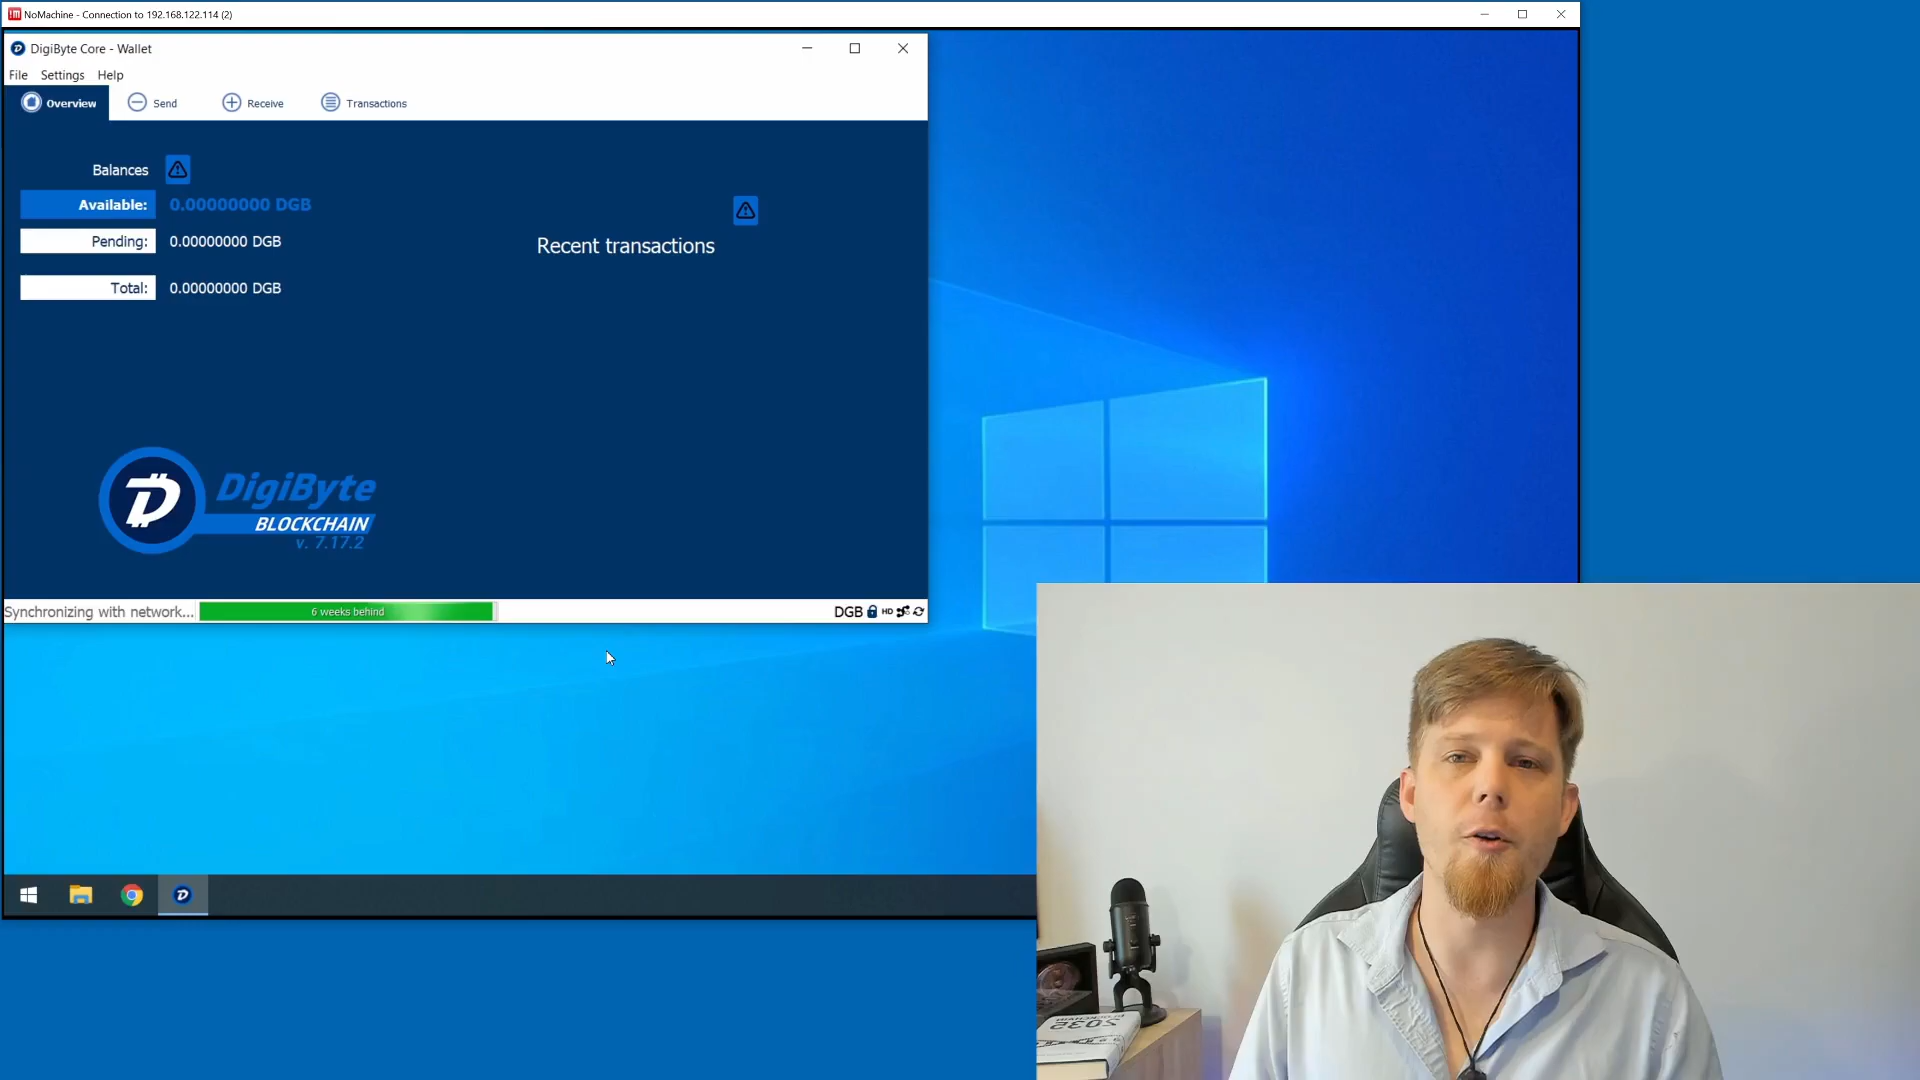 NoMachine - Connection to 192.168.122.114 (2)
DigiByte Core - Wallet
File Settings Help
Overview Send Receive Transactions
Balances
Available: 0.00000000 DGB
Pending: 0.00000000 DGB
Total: 0.00000000 DGB
Recent transactions
DigiByte
BLOCKCHAIN
v. 7.17.2
Synchronizing with network... 6 weeks behind DGB HD
BLOCKCHAIN
2035